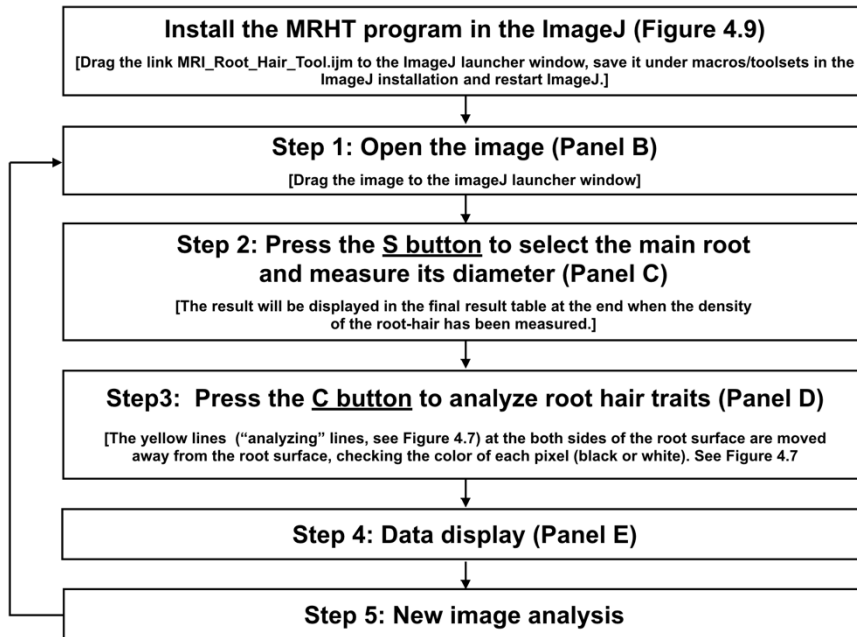 Install the MRHT program in the ImageJ (Figure 4.9)
[Drag the link MRI_Root_Hair_Tool.ijm to the ImageJ launcher window, save it under macros/toolsets in the
ImageJ installation and restart ImageJ.]
Step 1: Open the image (Panel B)
[Drag the image to the imageJ launcher window]
Step 2: Press the S button to select the main root
and measure its diameter (Panel C)
[The result will be displayed in the final result table at the end when the density
of the root-hair has been measured.]
Step3: Press the C button to analyze root hair traits (Panel D)
[The yellow lines (“analyzing” lines, see Figure 4.7) at the both sides of the root surface are moved
away from the root surface, checking the color of each pixel (black or white). See Figure 4.7
Step 4: Data display (Panel E)
Step 5: New image analysis